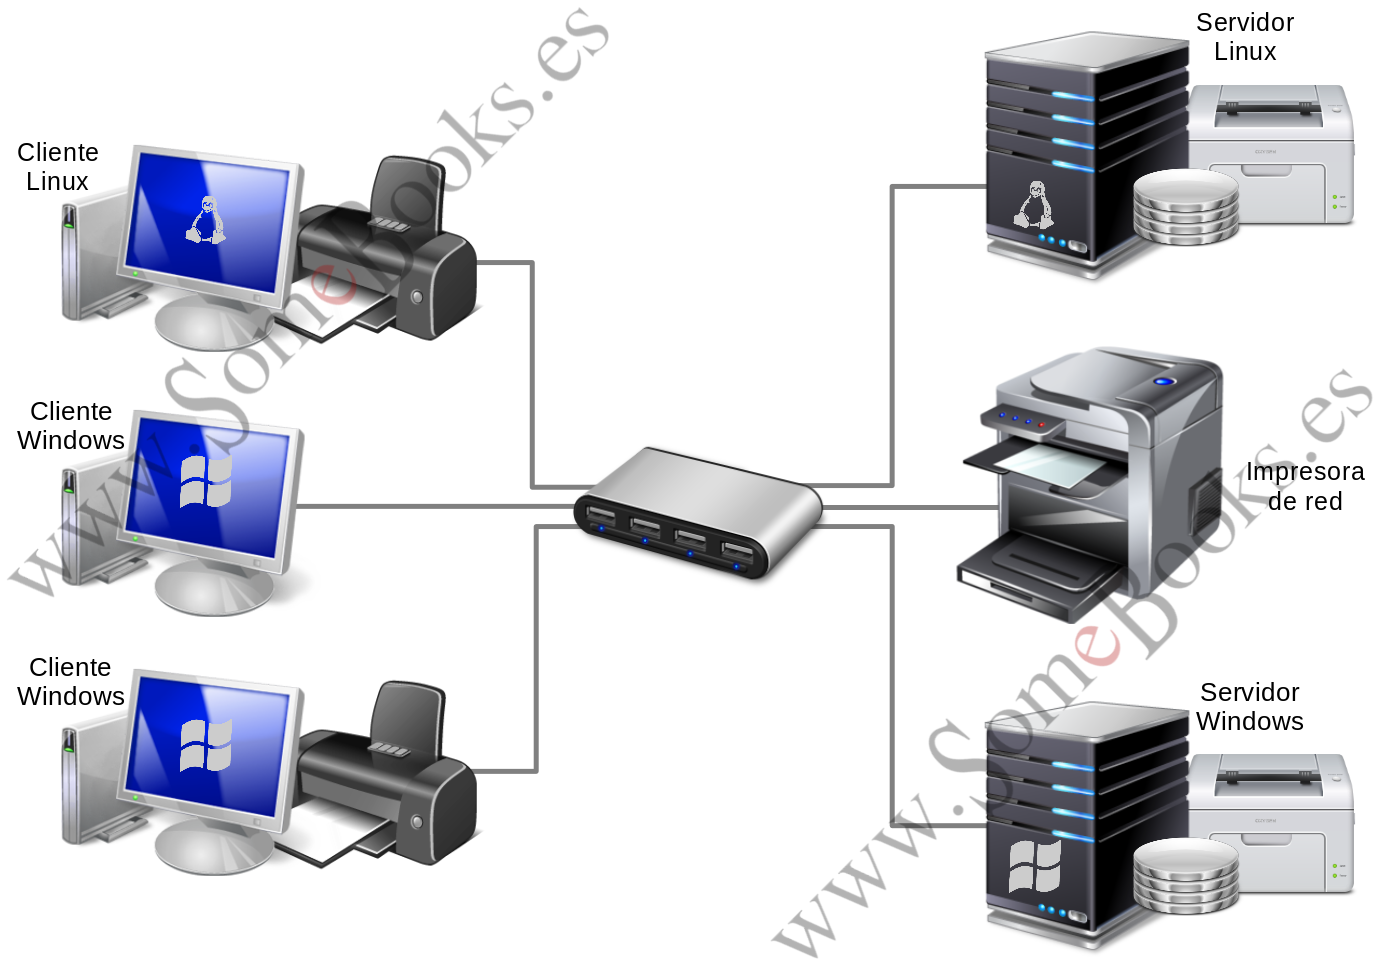 Servidor
Linux
Cliente
Linux
Cliente
Windows
Impresora
de red
Cliente
Windows
Servidor
Windows
www.SomeBooks.es
www.SomeBooks.es